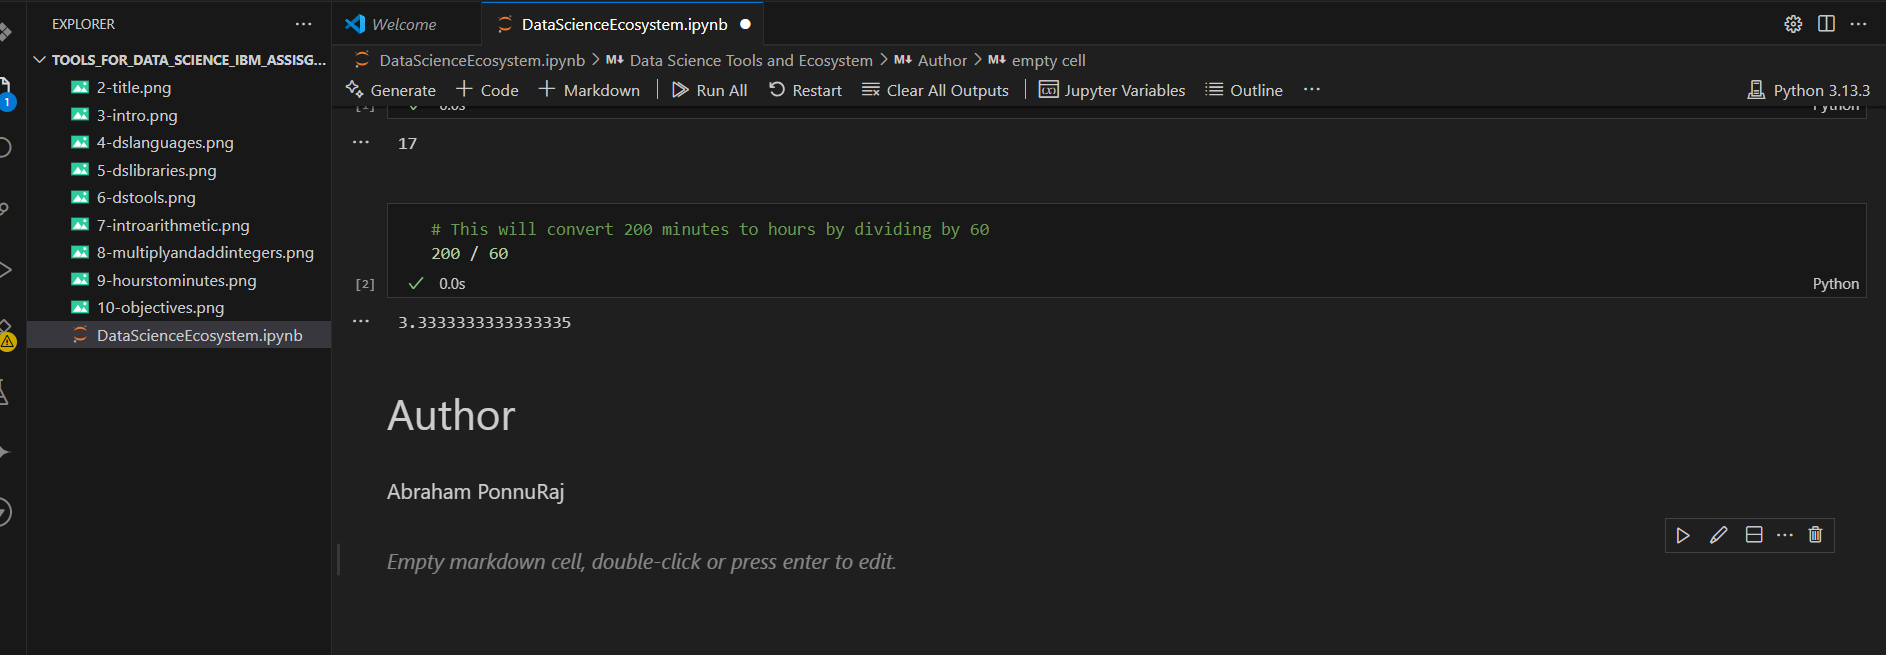 EXPLORER
TOOLS_FOR_DATA_SCIENCE_IBM_ASSISG...
2-title.png
3-intro.png
4-dslanguages.png
5-dslibraries.png
6-dstools.png
7-introarithmetic.png
8-multiplyandaddintegers.png
9-hourstominutes.png
10-objectives.png
DataScienceEcosystem.ipynb
1
Welcome
DataScienceEcosystem.ipynb
DataScienceEcosystem.ipynb > M↓ Data Science Tools and Ecosystem > M↓ Author > M↓ empty cell
Generate + Code + Markdown Run All Restart Clear All Outputs Jupyter Variables Outline ... Python 3.13.3
[1] 0.0s Python
... 17
# This will convert 200 minutes to hours by dividing by 60
200 / 60
[2] 0.0s Python
... 3.3333333333333335
Author
Abraham PonnuRaj
Empty markdown cell, double-click or press enter to edit.